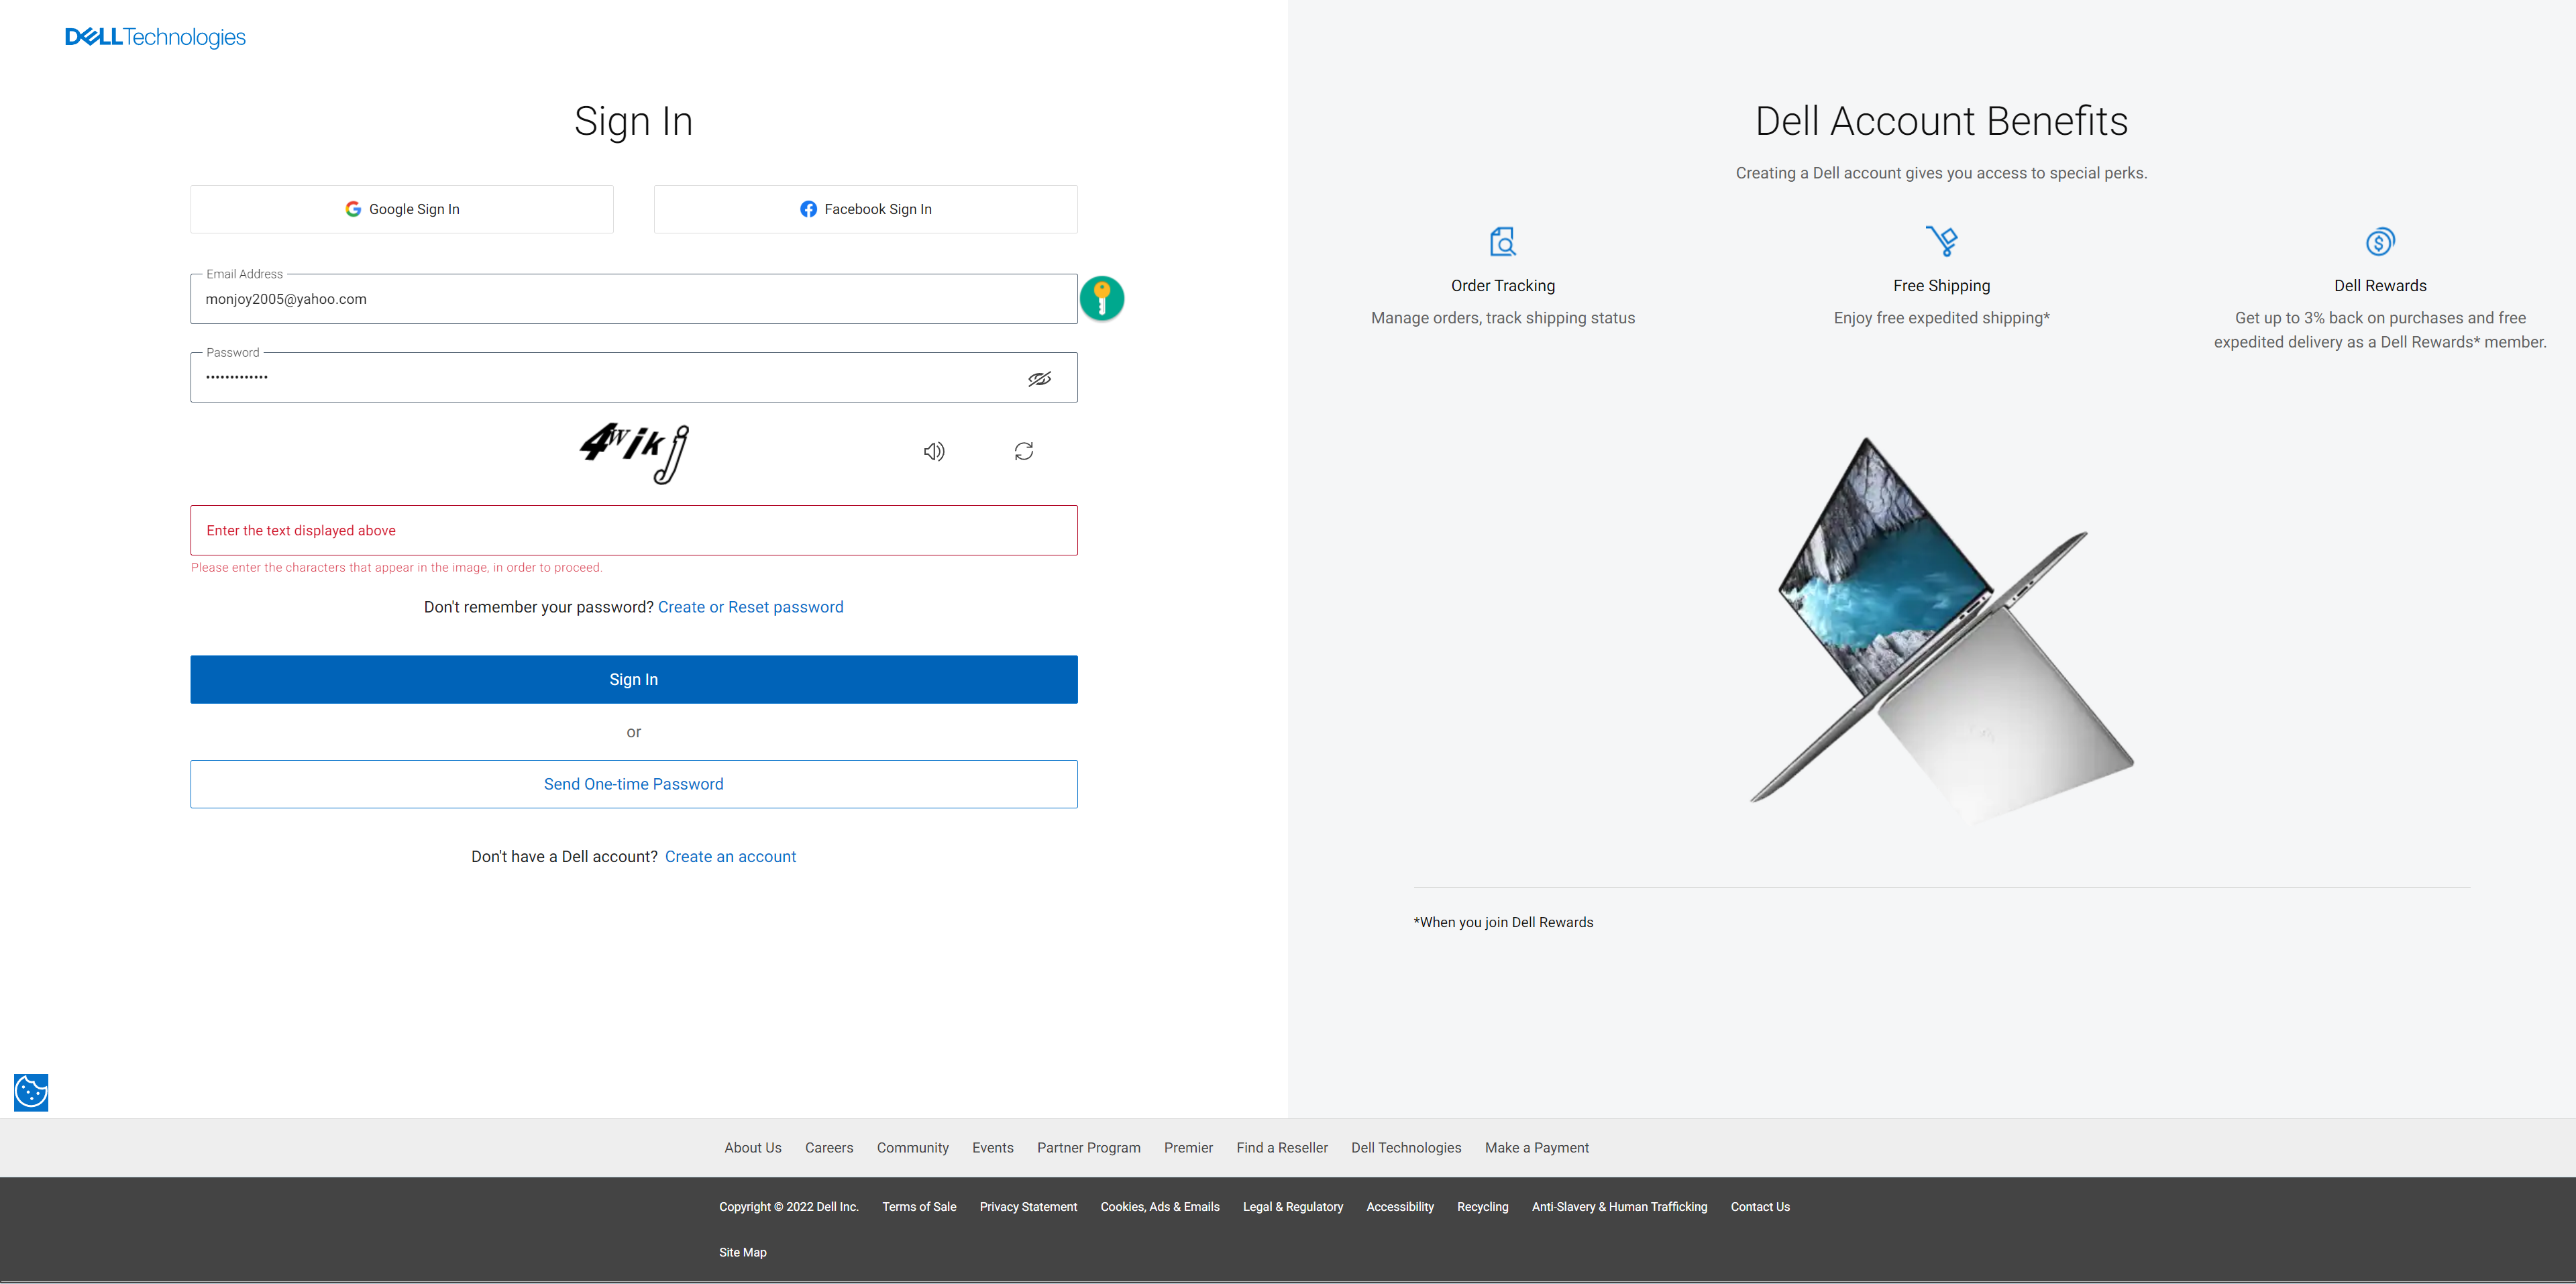 DELL Technologies
Sign In
Google Sign In
Facebook Sign In
Email Address
monjoy2005@yahoo.com
Password
•••••••••••••
4wikj
Enter the text displayed above
Please enter the characters that appear in the image, in order to proceed.
Don't remember your password? Create or Reset password
Sign In
or
Send One-time Password
Don't have a Dell account? Create an account
Dell Account Benefits
Creating a Dell account gives you access to special perks.
Order Tracking
Manage orders, track shipping status
Free Shipping
Enjoy free expedited shipping*
Dell Rewards
Get up to 3% back on purchases and free
expedited delivery as a Dell Rewards* member.
*When you join Dell Rewards
About Us Careers Community Events Partner Program Premier Find a Reseller Dell Technologies Make a Payment
Copyright © 2022 Dell Inc. Terms of Sale Privacy Statement Cookies, Ads & Emails Legal & Regulatory Accessibility Recycling Anti-Slavery & Human Trafficking Contact Us
Site Map